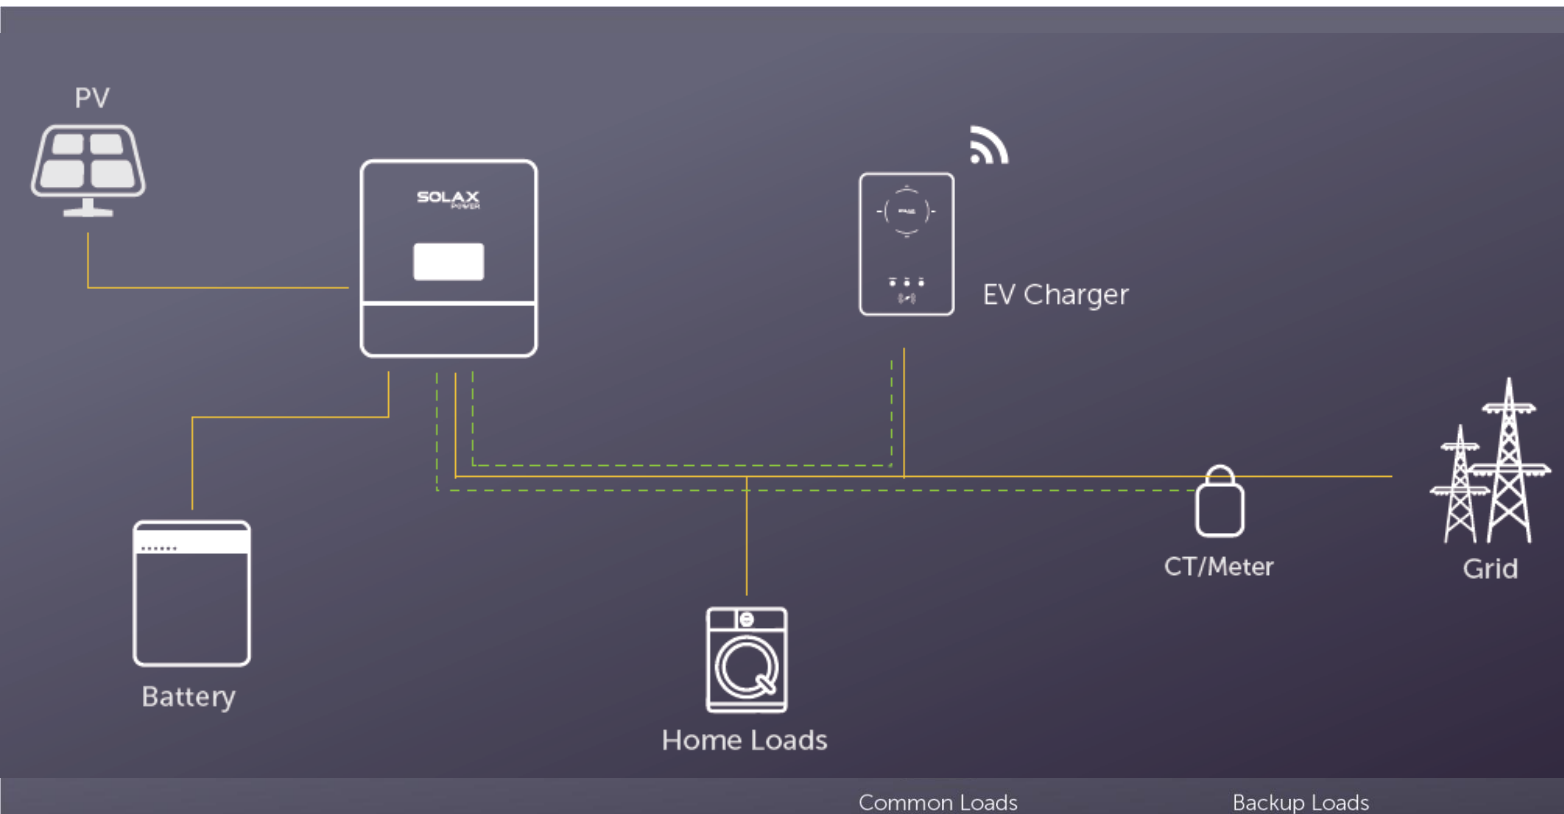 PV
SOLAX
POWER
EV Charger
CT/Meter
Grid
Battery
Home Loads
Common Loads
Backup Loads